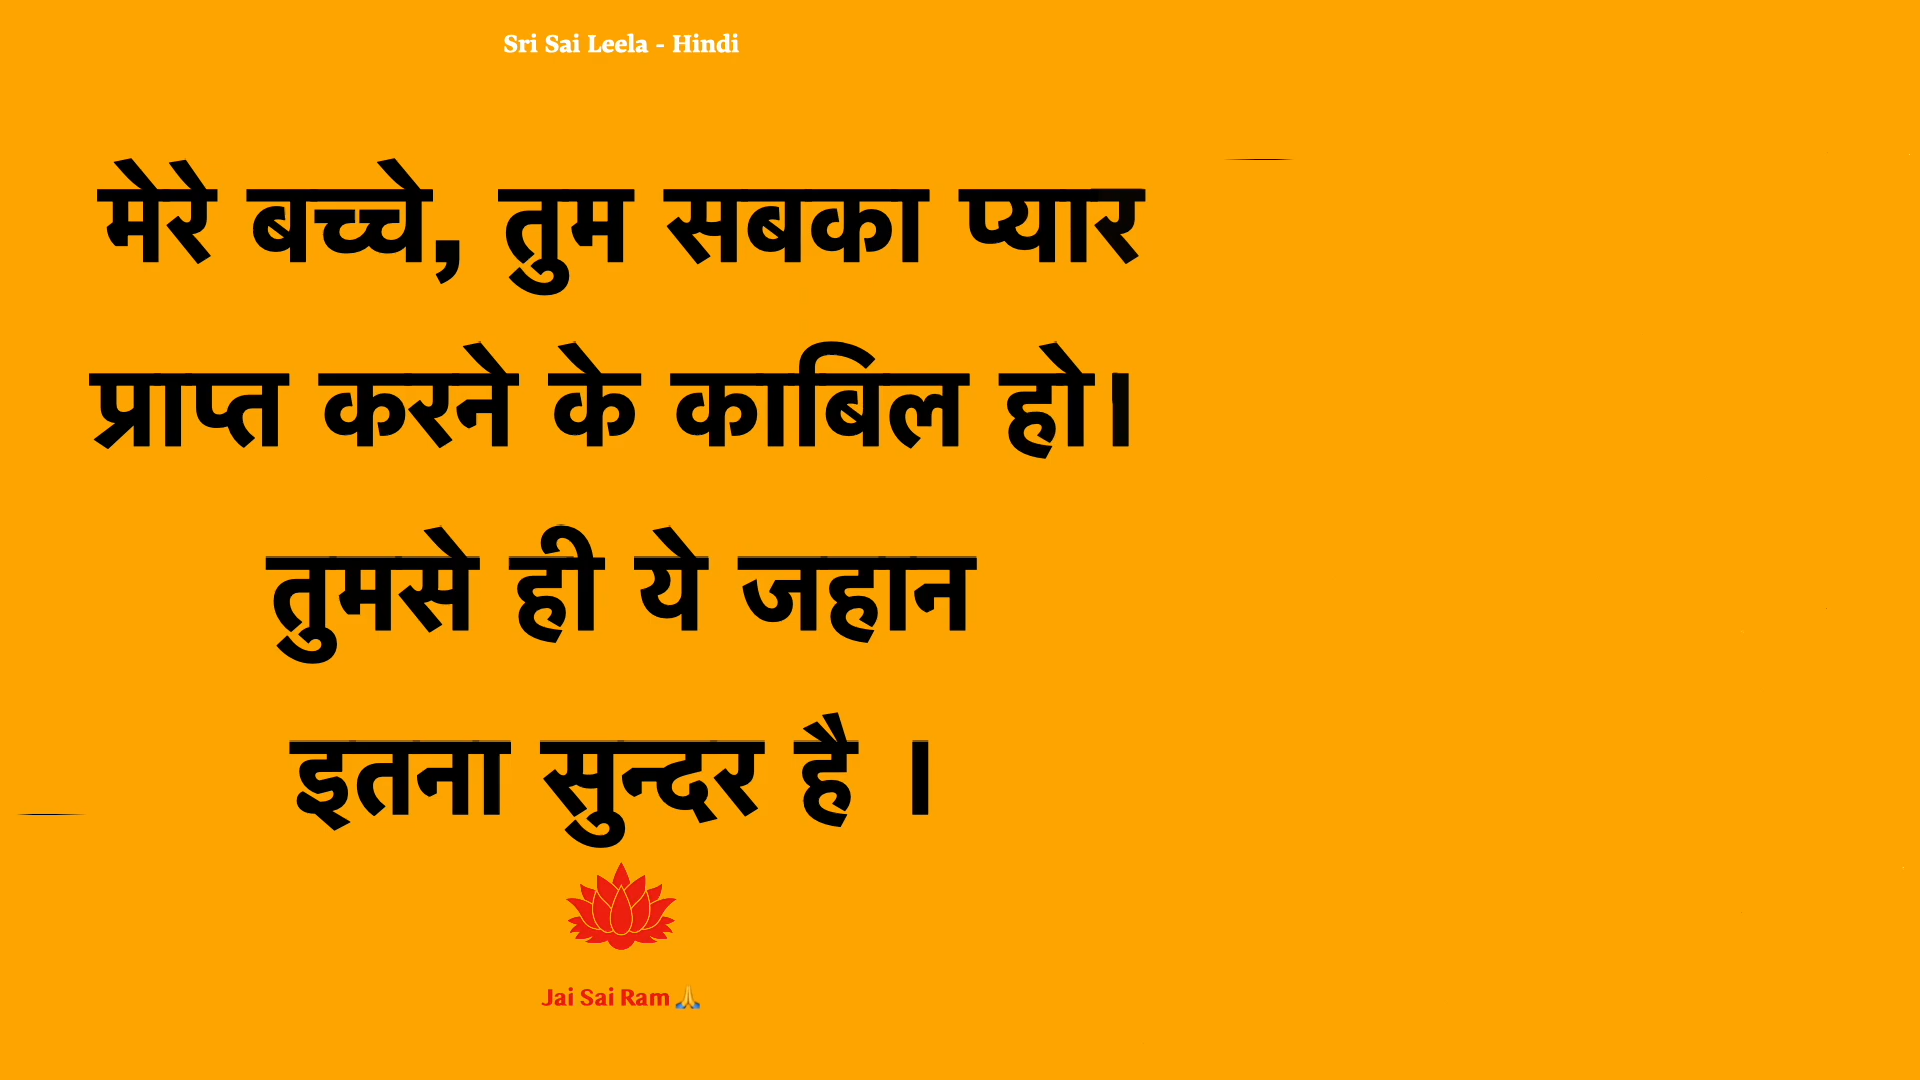 Sri Sai Leela - Hindi
मेरे बच्चे, तुम सबका प्यार
प्राप्त करने के काबिल हो।
तुमसे ही ये जहान
इतना सुन्दर है ।
Jai Sai Ram 🙏